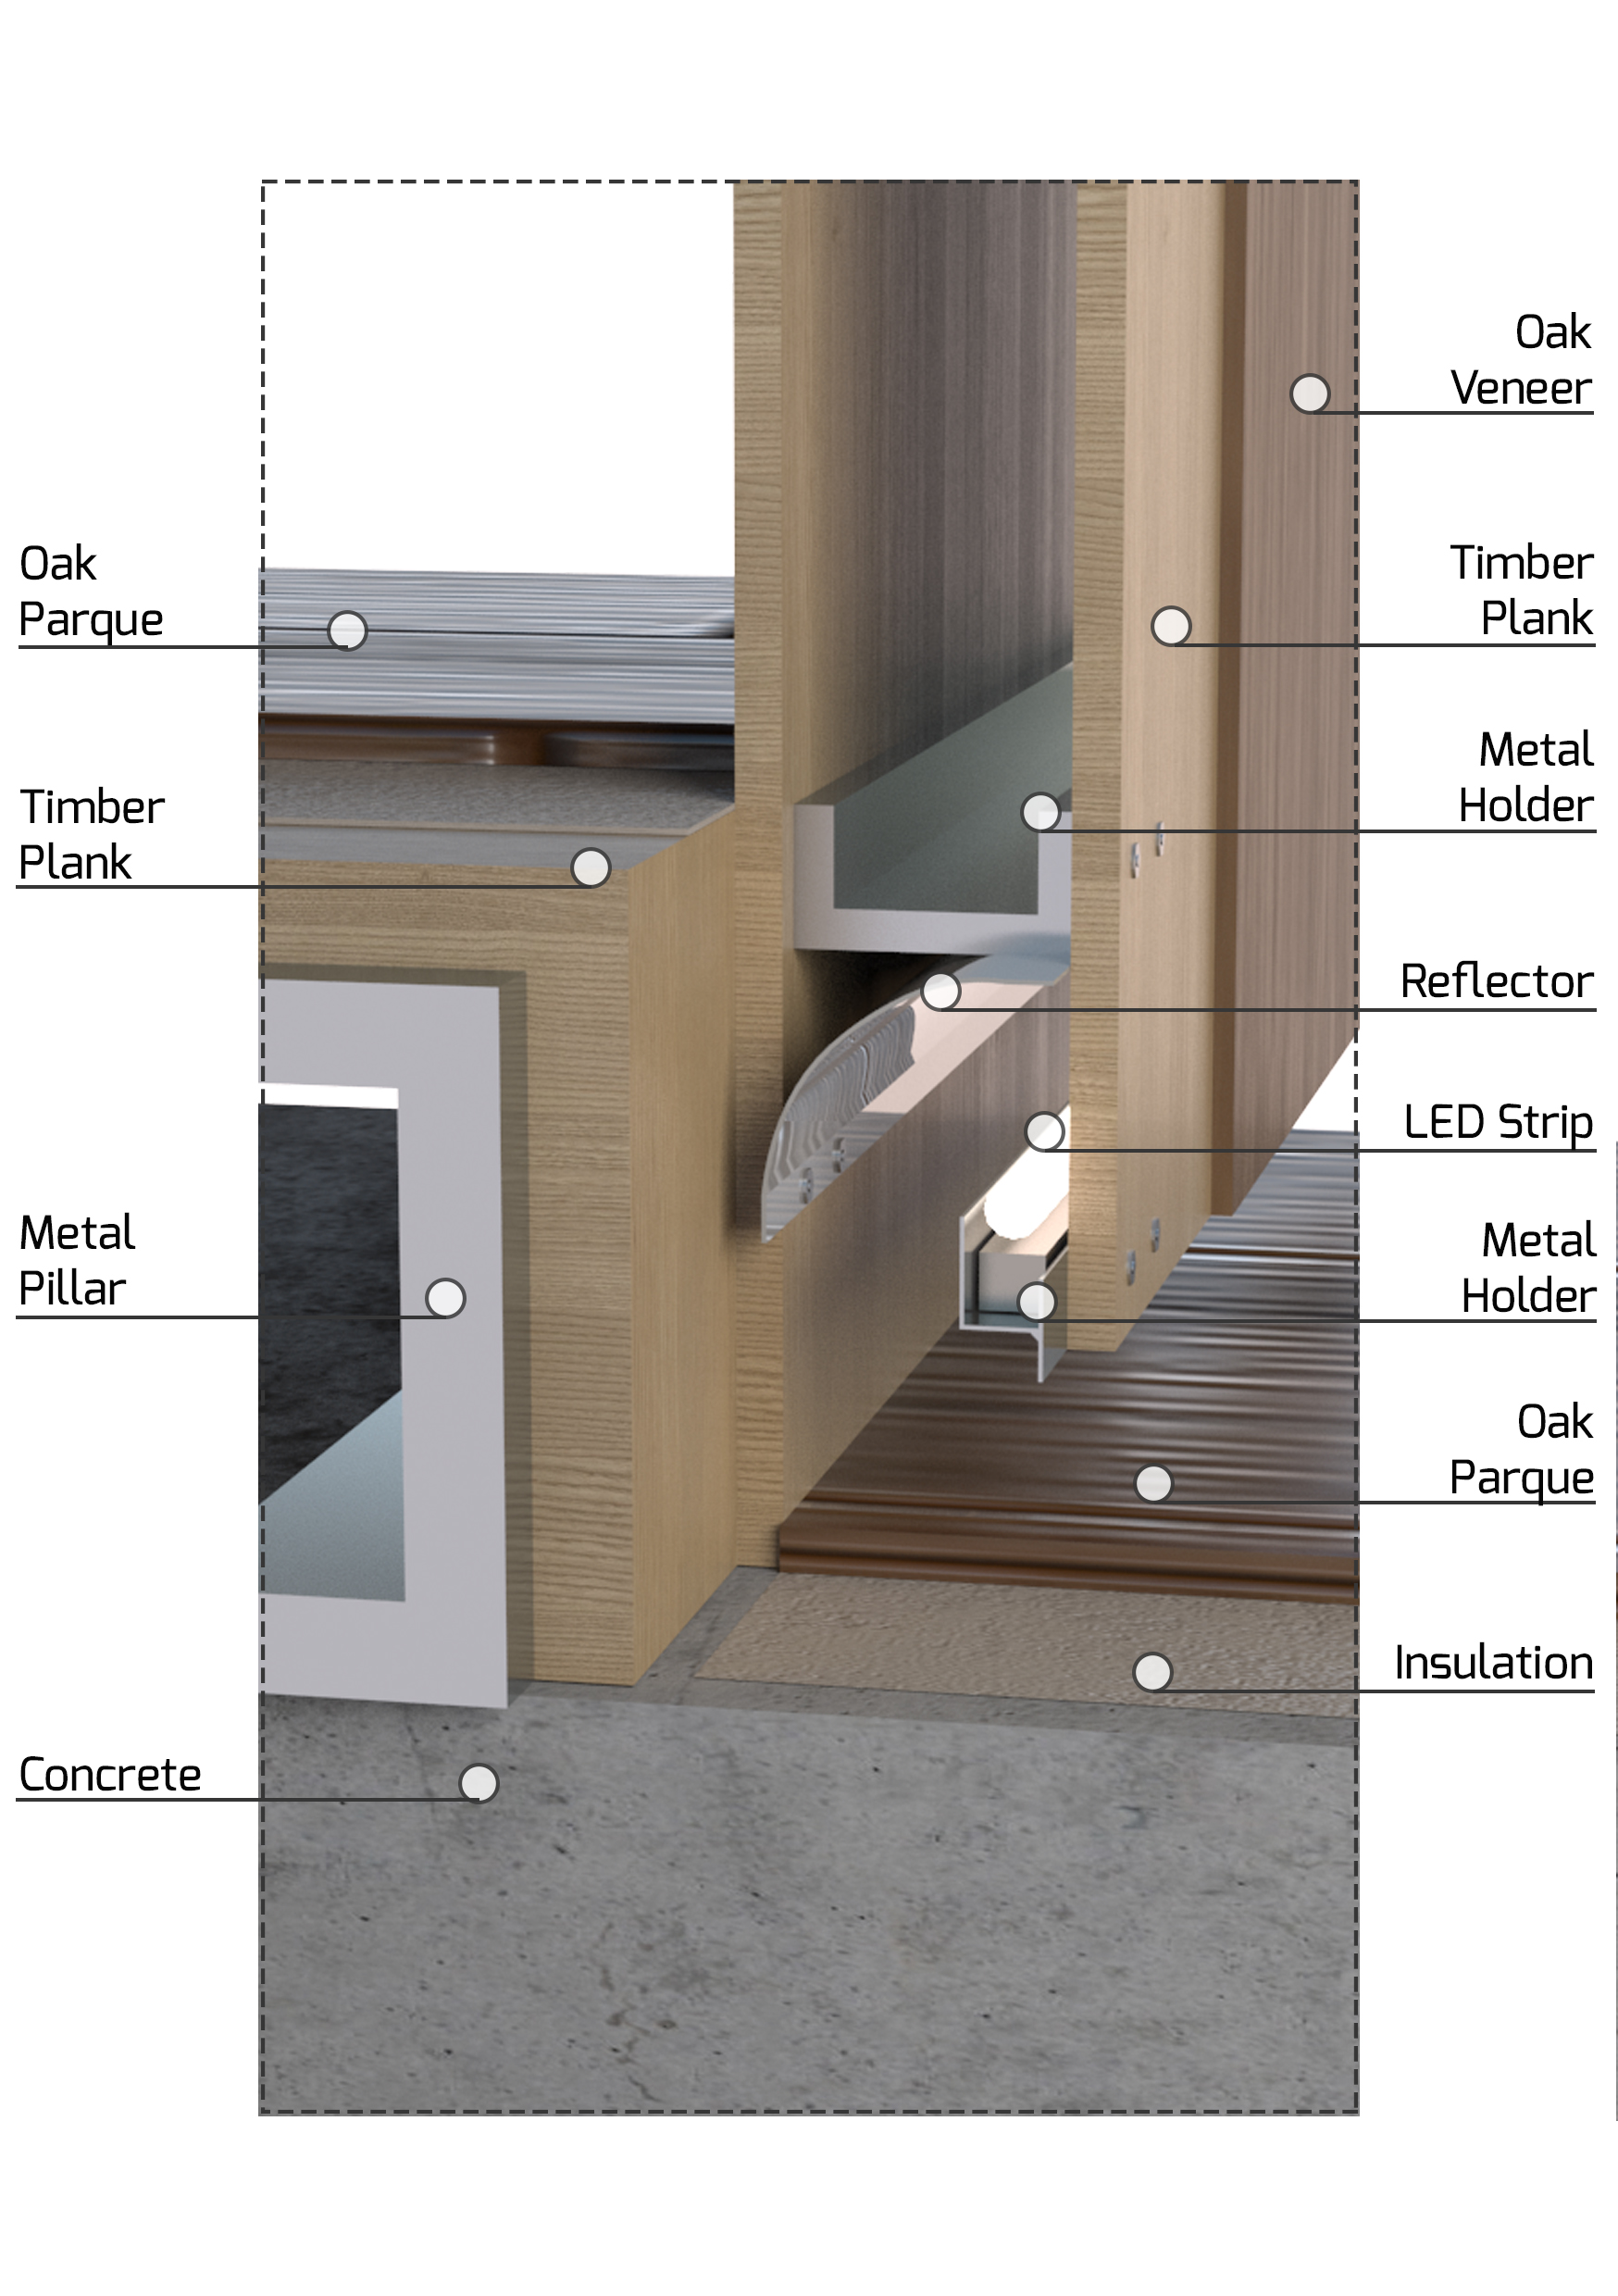 Oak
Parque
Timber
Plank
Metal
Pillar
Concrete
Oak
Veneer
Timber
Plank
Metal
Holder
Reflector
LED Strip
Metal
Holder
Oak
Parque
Insulation